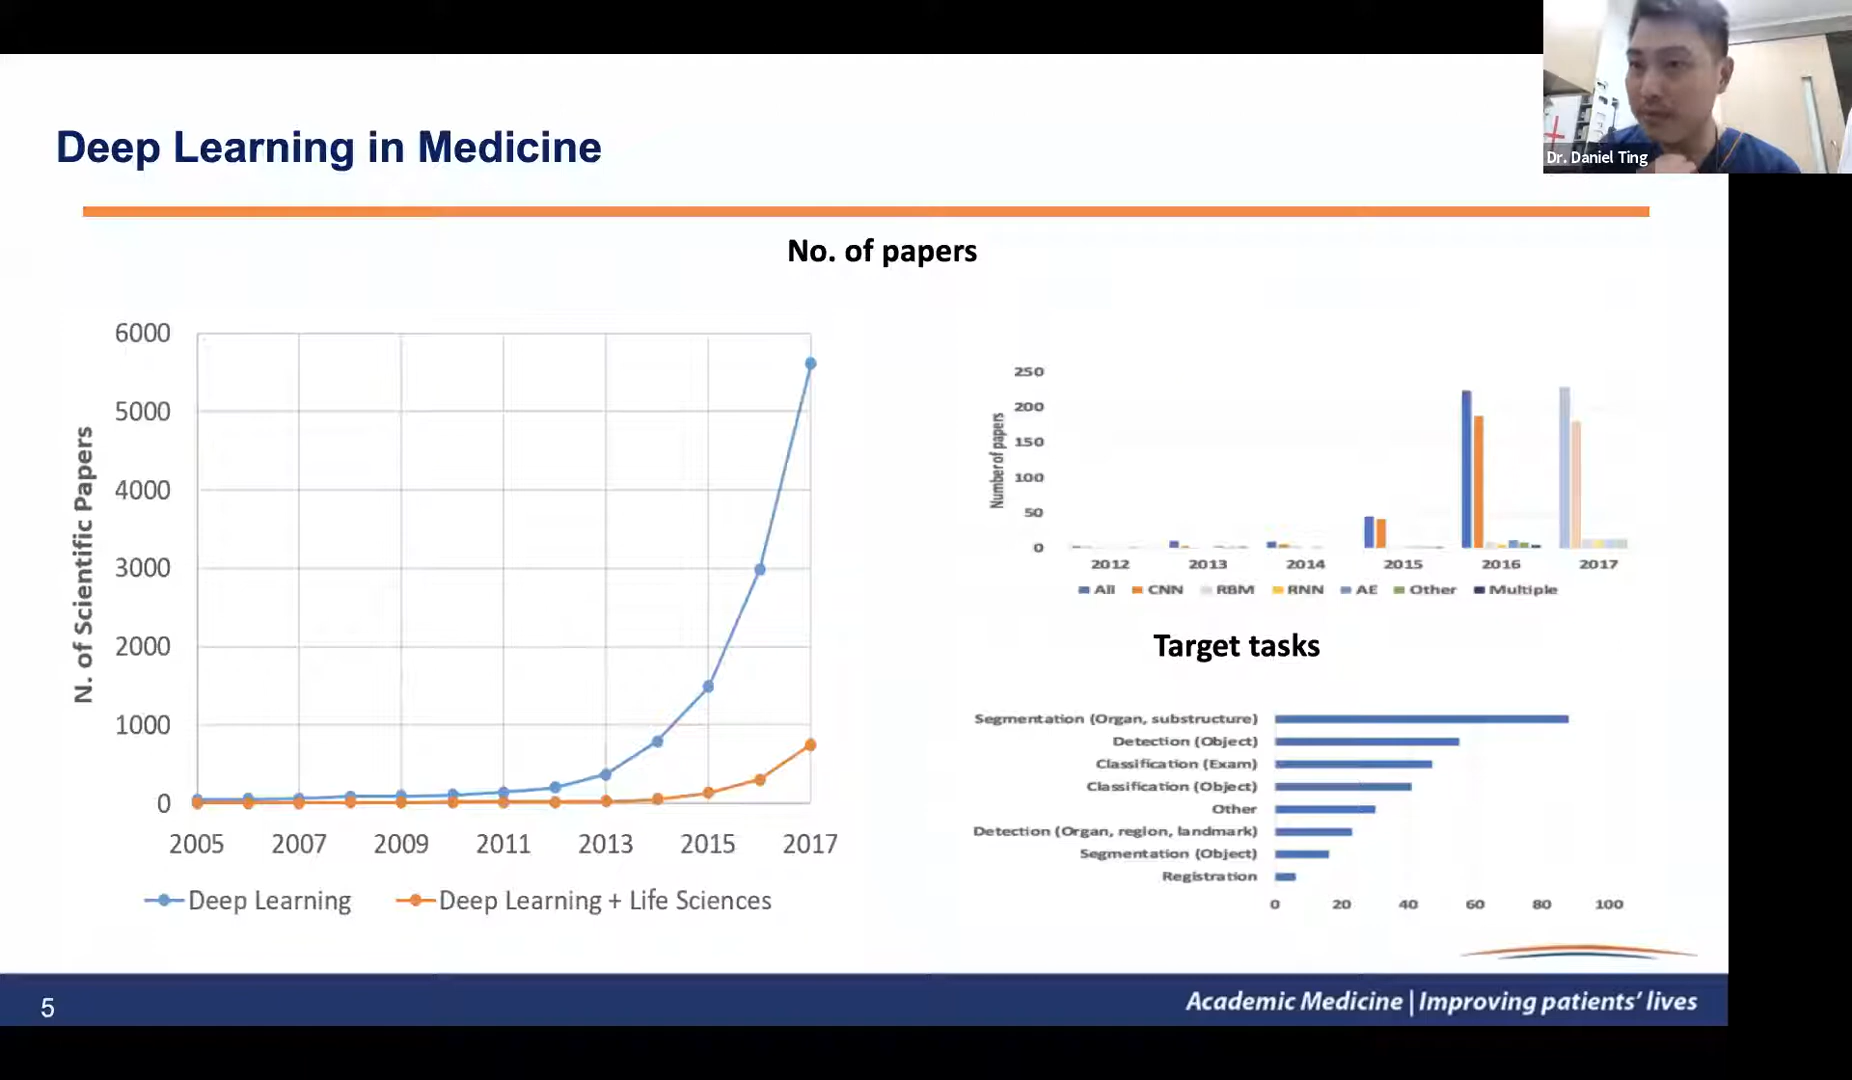 Dr. Daniel Ting
Deep Learning in Medicine
No. of papers
N. of Scientific Papers
6000
5000
4000
3000
2000
1000
0
2005 2007 2009 2011 2013 2015 2017
Deep Learning Deep Learning + Life Sciences
Number of papers
250
200
150
100
50
0
2012 2013 2014 2015 2016 2017
All CNN RBM RNN AE Other Multiple
Target tasks
Segmentation (Organ, substructure)
Detection (Object)
Classification (Exam)
Classification (Object)
Other
Detection (Organ, region, landmark)
Segmentation (Object)
Registration
0 20 40 60 80 100
5
Academic Medicine | Improving patients' lives